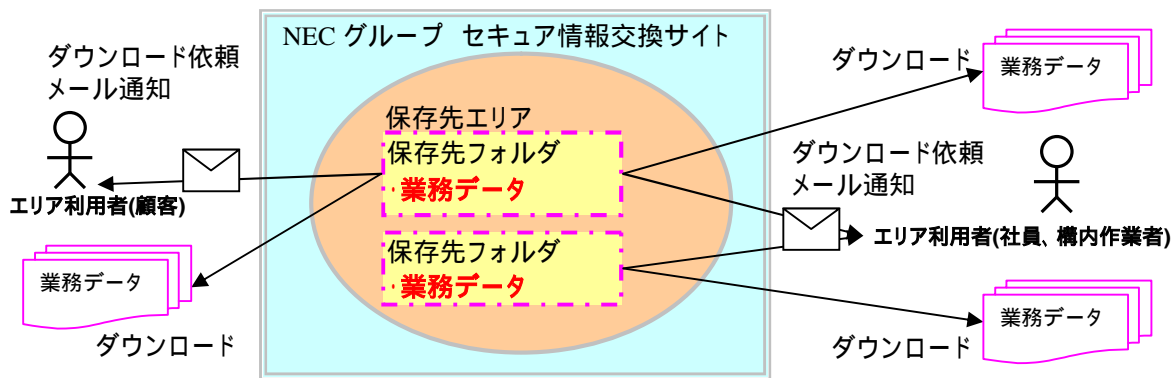 NEC グループ セキュア情報交換サイト
ダウンロード依頼
メール通知
エリア利用者(顧客)
業務データ
ダウンロード
保存先エリア
保存先フォルダ
・業務データ
保存先フォルダ
・業務データ
ダウンロード
業務データ
ダウンロード依頼
メール通知
エリア利用者(社員、構内作業者)
業務データ
ダウンロード